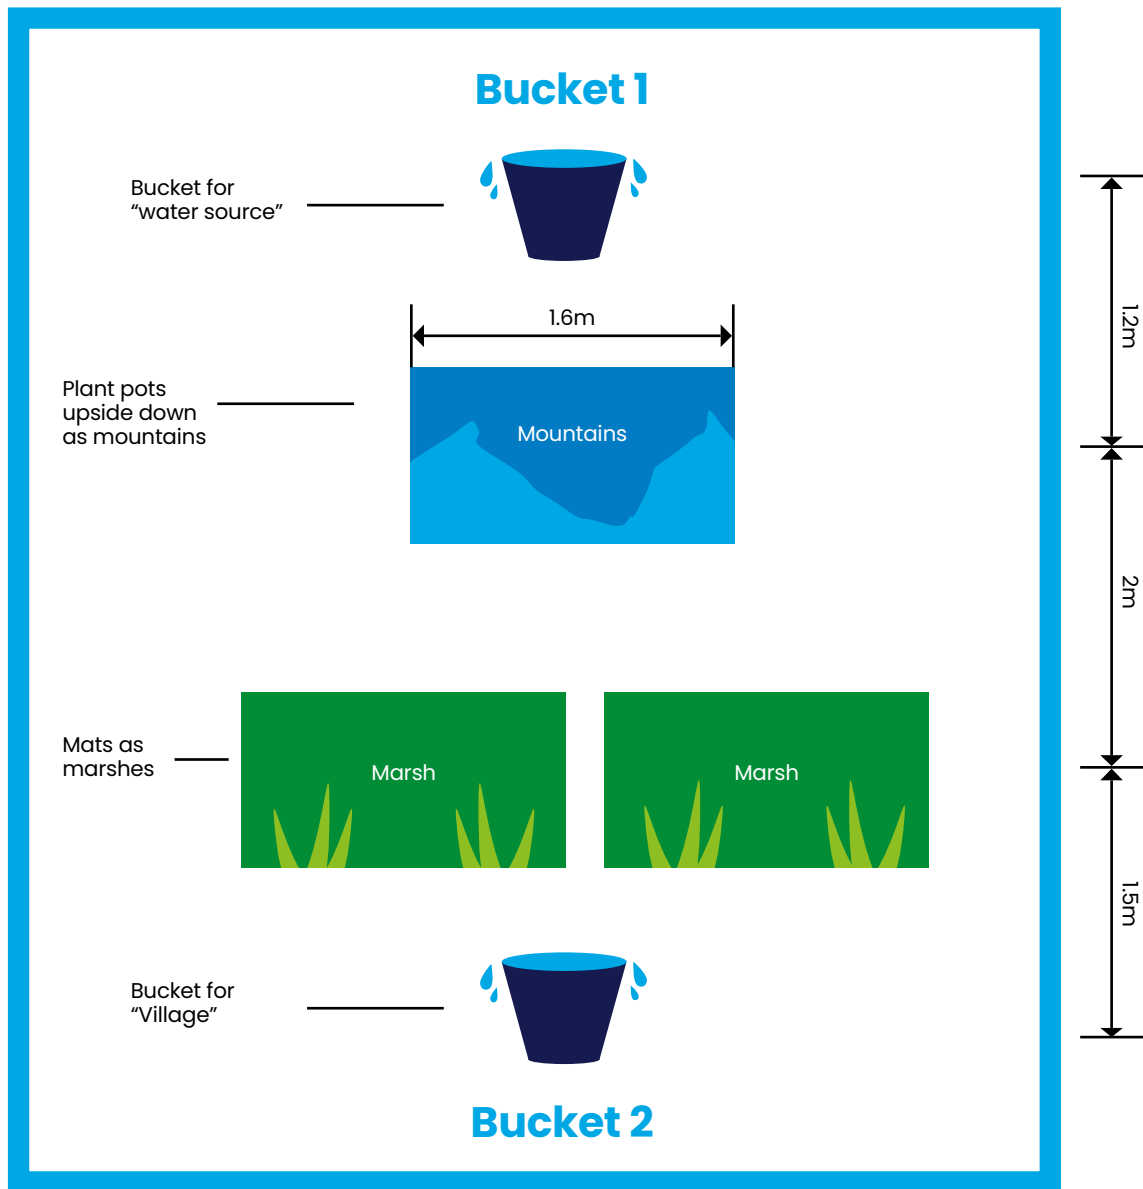 Bucket 1
Bucket for
“water source”
1.6m
1.2m
Plant pots
upside down
as mountains
Mountains
2m
Mats as
marshes
Marsh
Marsh
1.5m
Bucket for
“Village”
Bucket 2